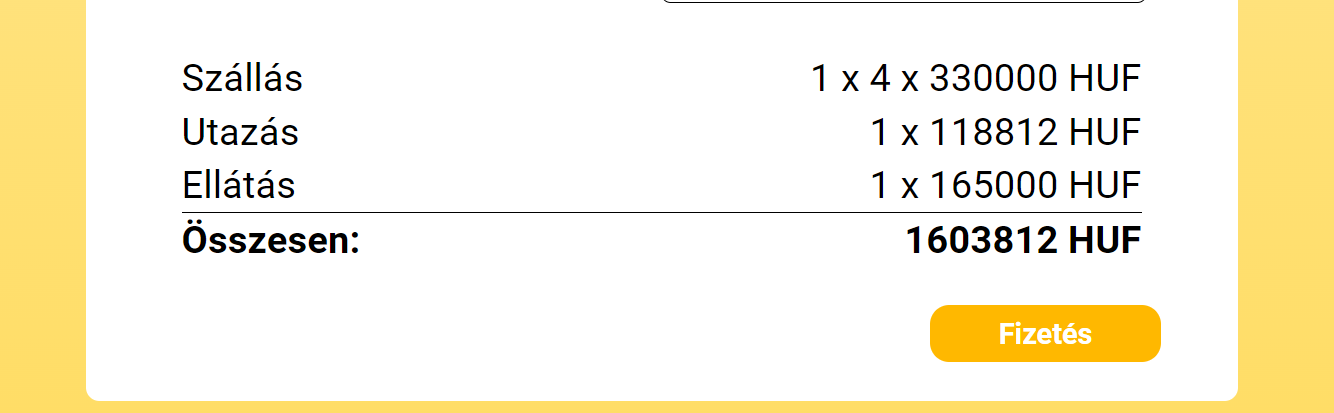 Szállás 1 x 4 x 330000 HUF
Utazás 1 x 118812 HUF
Ellátás 1 x 165000 HUF
Összesen: 1603812 HUF
Fizetés